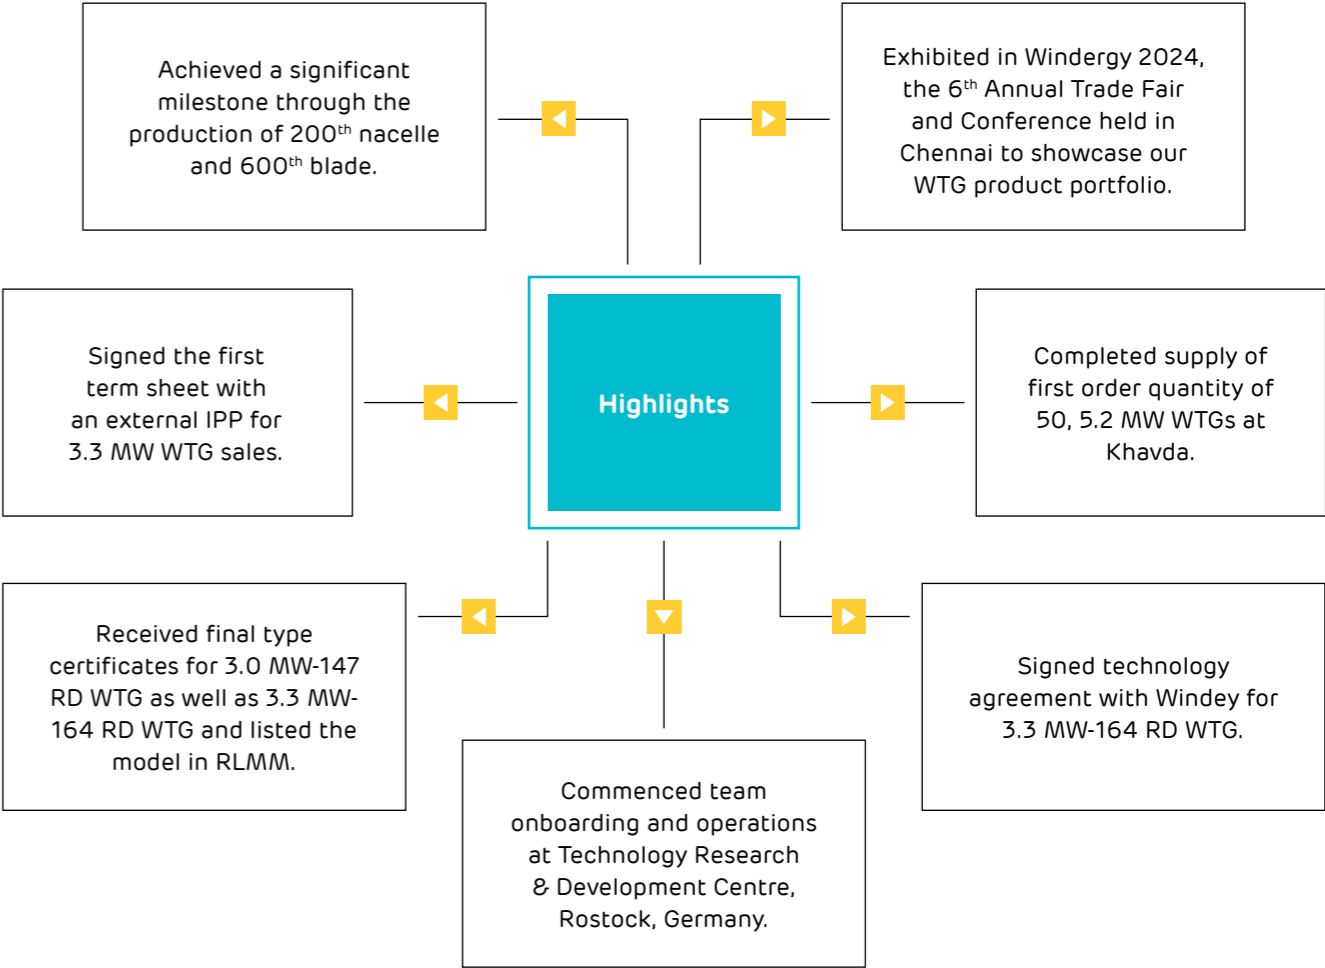 Achieved a significant
milestone through the
production of 200th nacelle
and 600th blade.
Exhibited in Windergy 2024,
the 6th Annual Trade Fair
and Conference held in
Chennai to showcase our
WTG product portfolio.
Signed the first
term sheet with
an external IPP for
3.3 MW WTG sales.
Highlights
Completed supply of
first order quantity of
50, 5.2 MW WTGs at
Khavda.
Received final type
certificates for 3.0 MW-147
RD WTG as well as 3.3 MW-
164 RD WTG and listed the
model in RLMM.
Commenced team
onboarding and operations
at Technology Research
& Development Centre,
Rostock, Germany.
Signed technology
agreement with Windey for
3.3 MW-164 RD WTG.